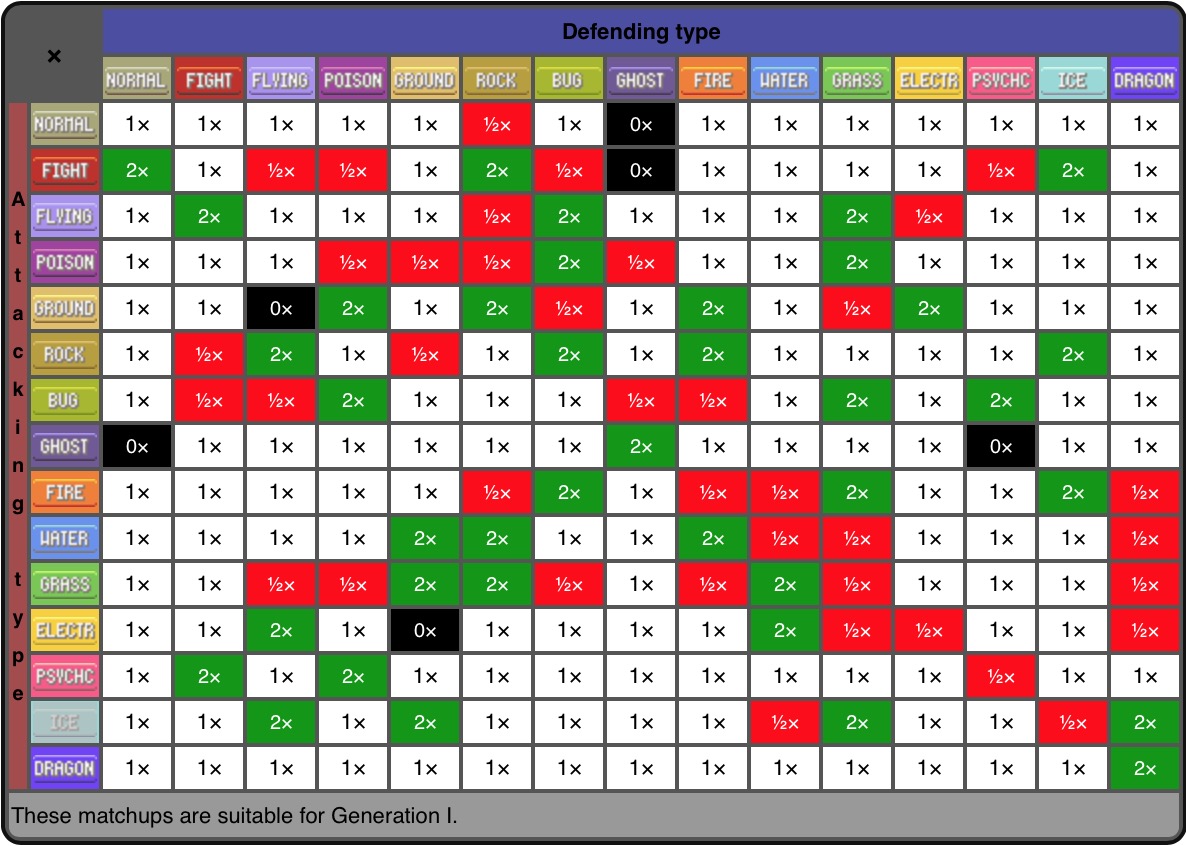 × Defending type
NORMAL FIGHT FLYING POISON GROUND ROCK BUG GHOST FIRE WATER GRASS ELECTR PSYCHC ICE DRAGON
Attacking type
NORMAL 1× 1× 1× 1× 1× ½× 1× 0× 1× 1× 1× 1× 1× 1× 1×
FIGHT 2× 1× ½× ½× 1× 2× ½× 0× 1× 1× 1× 1× ½× 2× 1×
FLYING 1× 2× 1× 1× 1× ½× 2× 1× 1× 1× 2× ½× 1× 1× 1×
POISON 1× 1× 1× ½× ½× ½× 2× ½× 1× 1× 2× 1× 1× 1× 1×
GROUND 1× 1× 0× 2× 1× 2× ½× 1× 2× 1× ½× 2× 1× 1× 1×
ROCK 1× ½× 2× 1× ½× 1× 2× 1× 2× 1× 1× 1× 1× 2× 1×
BUG 1× ½× ½× 2× 1× 1× 1× ½× ½× 1× 2× 1× 2× 1× 1×
GHOST 0× 1× 1× 1× 1× 1× 1× 2× 1× 1× 1× 1× 0× 1× 1×
FIRE 1× 1× 1× 1× 1× ½× 2× 1× ½× ½× 2× 1× 1× 2× ½×
WATER 1× 1× 1× 1× 2× 2× 1× 1× 2× ½× ½× 1× 1× 1× ½×
GRASS 1× 1× ½× ½× 2× 2× ½× 1× ½× 2× ½× 1× 1× 1× ½×
ELECTR 1× 1× 2× 1× 0× 1× 1× 1× 1× 2× ½× ½× 1× 1× ½×
PSYCHC 1× 2× 1× 2× 1× 1× 1× 1× 1× 1× 1× 1× ½× 1× 1×
ICE 1× 1× 2× 1× 2× 1× 1× 1× 1× ½× 2× 1× 1× ½× 2×
DRAGON 1× 1× 1× 1× 1× 1× 1× 1× 1× 1× 1× 1× 1× 1× 2×
These matchups are suitable for Generation I.